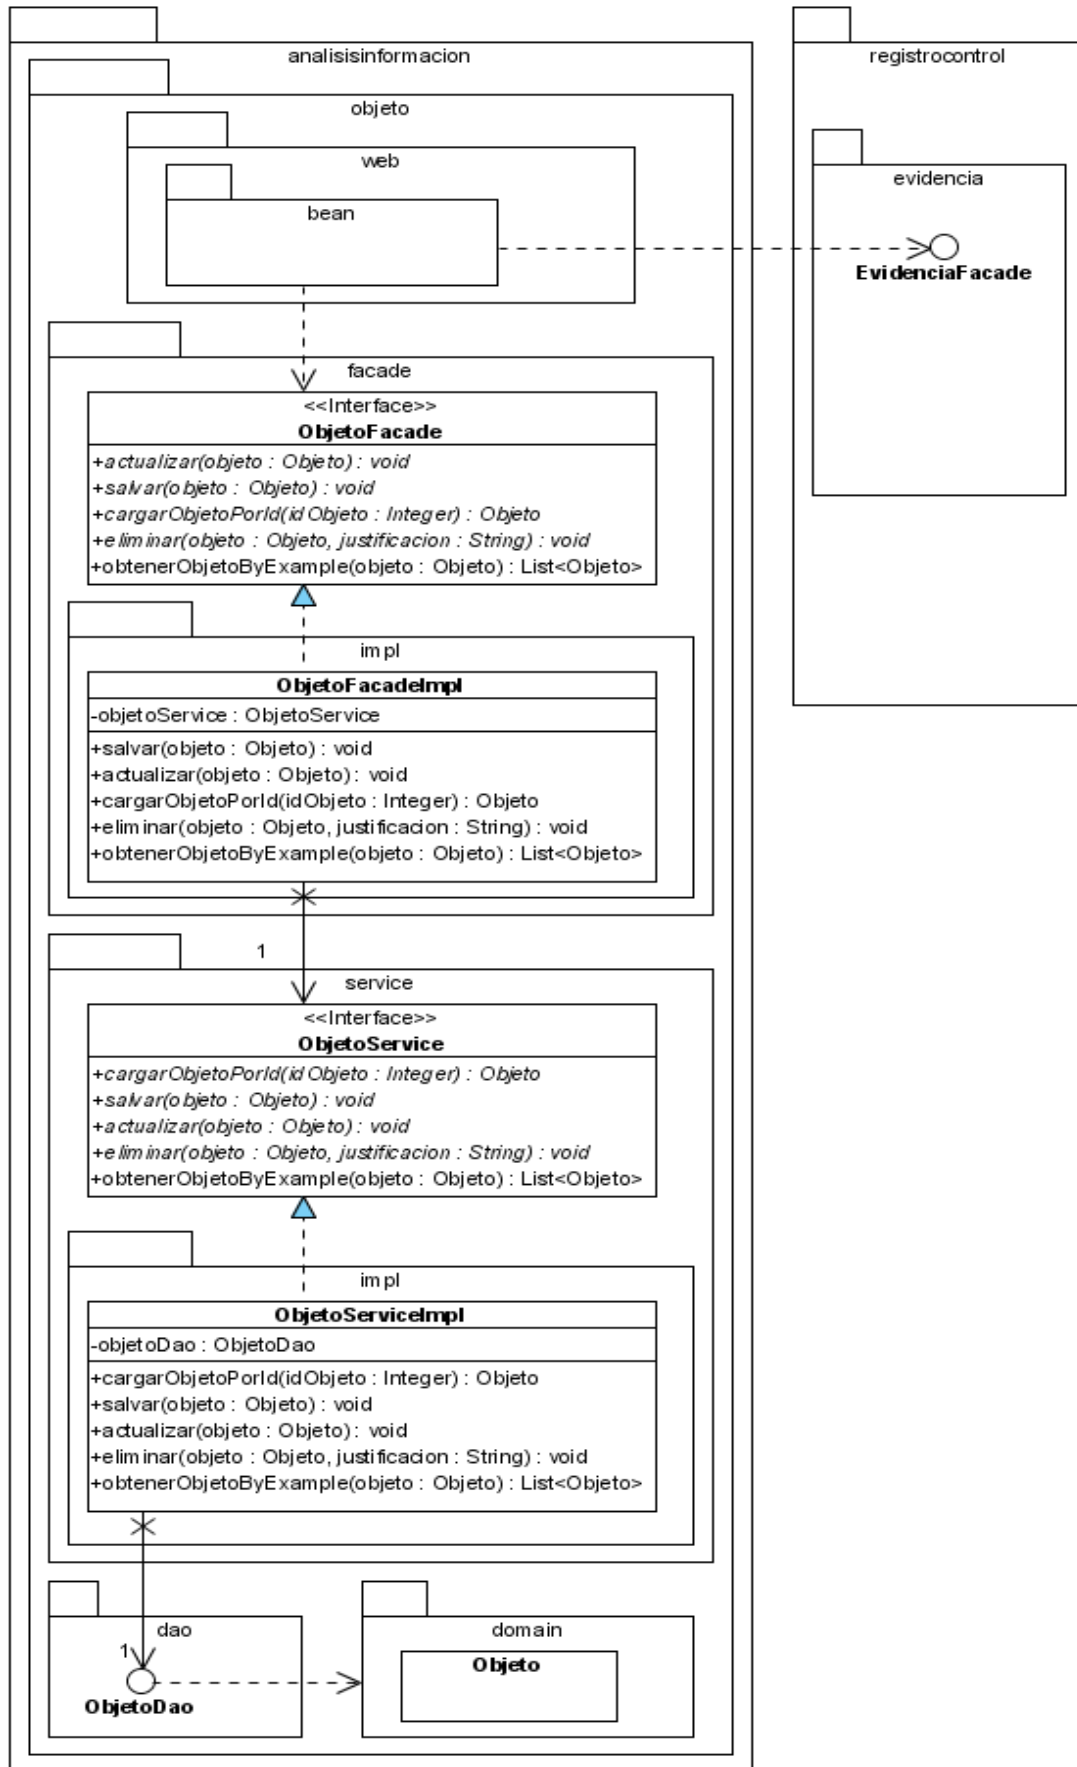 analisisinformacion
registrocontrol
objeto
web
evidencia
bean
EvidenciaFacade
facade
<<Interface>>
ObjetoFacade
+actualizar(objeto : Objeto) : void
+salvar(objeto : Objeto) : void
+cargarObjetoPorId(idObjeto : Integer) : Objeto
+eliminar(objeto : Objeto, justificacion : String) : void
+obtenerObjetoByExample(objeto : Objeto) : List<Objeto>
impl
ObjetoFacadeImpl
-objetoService : ObjetoService
+salvar(objeto : Objeto) : void
+actualizar(objeto : Objeto) : void
+cargarObjetoPorId(idObjeto : Integer) : Objeto
+eliminar(objeto : Objeto, justificacion : String) : void
+obtenerObjetoByExample(objeto : Objeto) : List<Objeto>
1
service
<<Interface>>
ObjetoService
+cargarObjetoPorId(idObjeto : Integer) : Objeto
+salvar(objeto : Objeto) : void
+actualizar(objeto : Objeto) : void
+eliminar(objeto : Objeto, justificacion : String) : void
+obtenerObjetoByExample(objeto : Objeto) : List<Objeto>
impl
ObjetoServiceImpl
-objetoDao : ObjetoDao
+cargarObjetoPorId(idObjeto : Integer) : Objeto
+salvar(objeto : Objeto) : void
+actualizar(objeto : Objeto) : void
+eliminar(objeto : Objeto, justificacion : String) : void
+obtenerObjetoByExample(objeto : Objeto) : List<Objeto>
dao
domain
1
Objeto
ObjetoDao